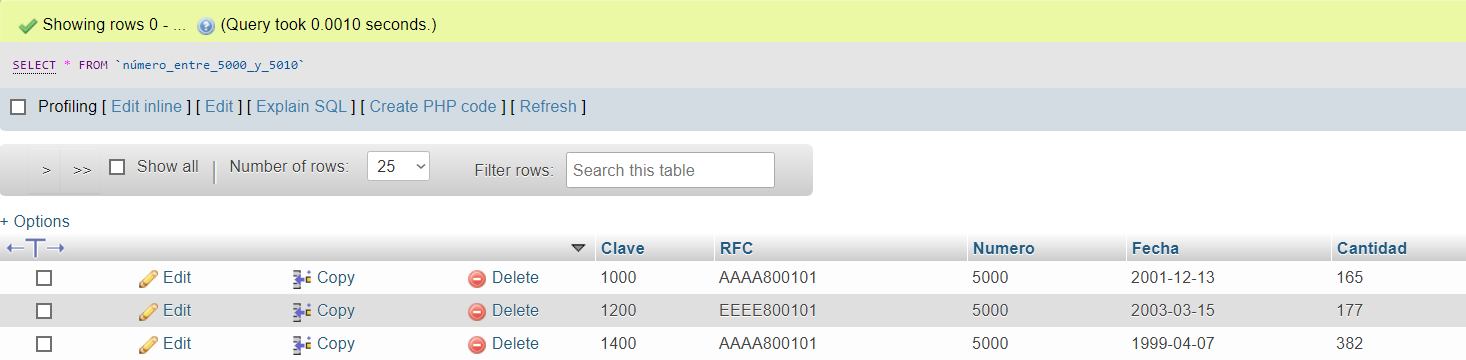 Showing rows 0 - ... (Query took 0.0010 seconds.)
SELECT * FROM `número_entre_5000_y_5010`
Profiling [ Edit inline ] [ Edit ] [ Explain SQL ] [ Create PHP code ] [ Refresh ]
> >> Show all | Number of rows: 25 Filter rows: Search this table
+ Options
←T→ Clave RFC Numero Fecha Cantidad
Edit Copy Delete 1000 AAAA800101 5000 2001-12-13 165
Edit Copy Delete 1200 EEEE800101 5000 2003-03-15 177
Edit Copy Delete 1400 AAAA800101 5000 1999-04-07 382